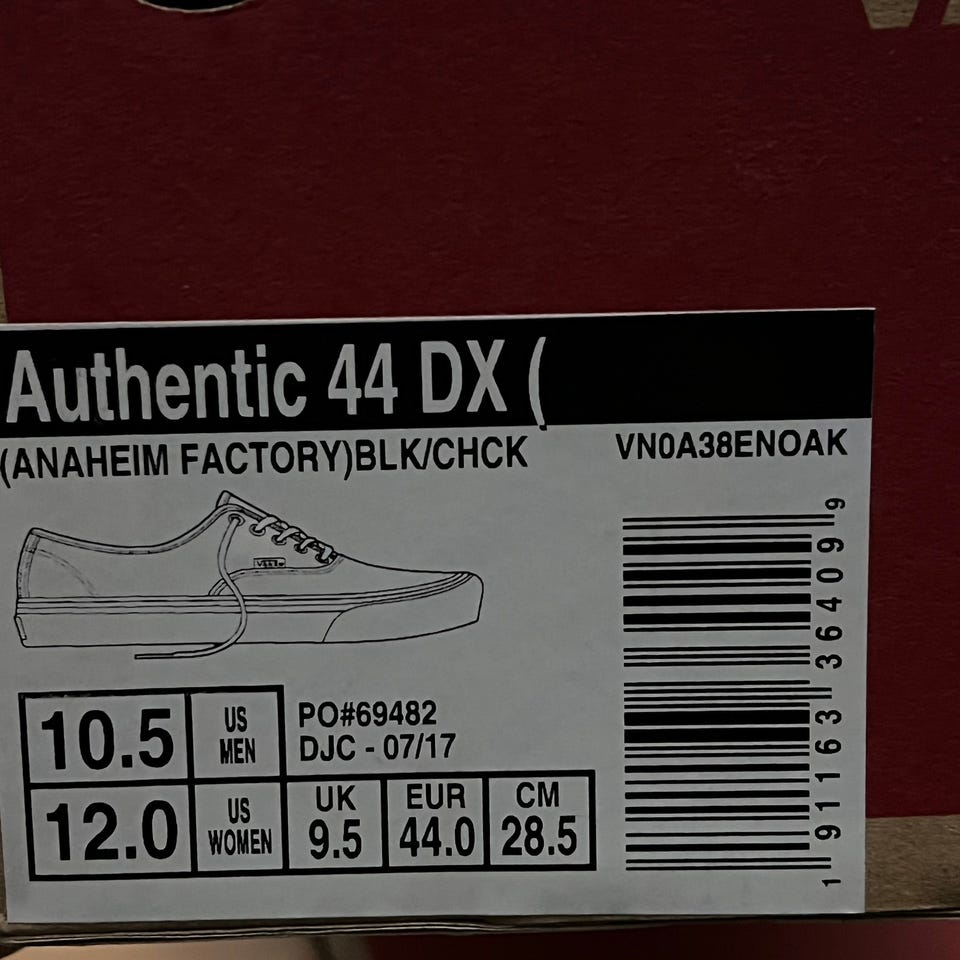 Authentic 44 DX (
(ANAHEIM FACTORY)BLK/CHCK
VN0A38ENOAK
10.5
US
MEN
PO#69482
DJC - 07/17
12.0
US
WOMEN
UK
9.5
EUR
44.0
CM
28.5
1 91163 36409 9